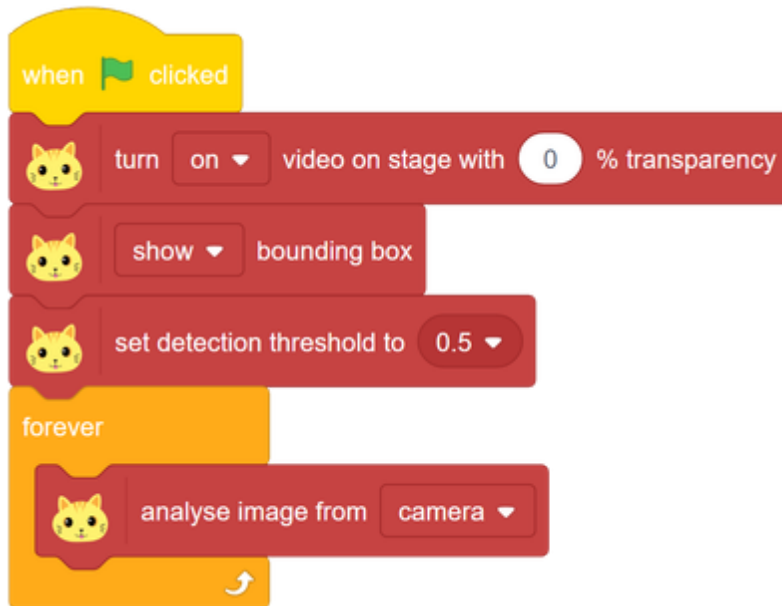 when clicked
turn on video on stage with 0 % transparency
show bounding box
set detection threshold to 0.5
forever
analyse image from camera